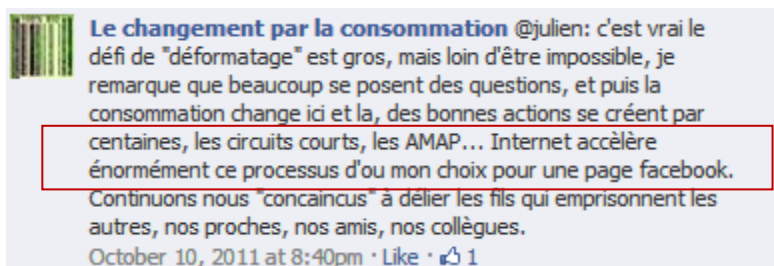 Le changement par la consommation @julien: c'est vrai le
défi de "déformatage" est gros, mais loin d'être impossible, je
remarque que beaucoup se posent des questions, et puis la
consommation change ici et la, des bonnes actions se créent par
centaines, les circuits courts, les AMAP... Internet accèlère
énormément ce processus d'ou mon choix pour une page facebook.
Continuons nous "concaincus" à délier les fils qui emprisonnent les
autres, nos proches, nos amis, nos collègues.
October 10, 2011 at 8:40pm · Like · 1